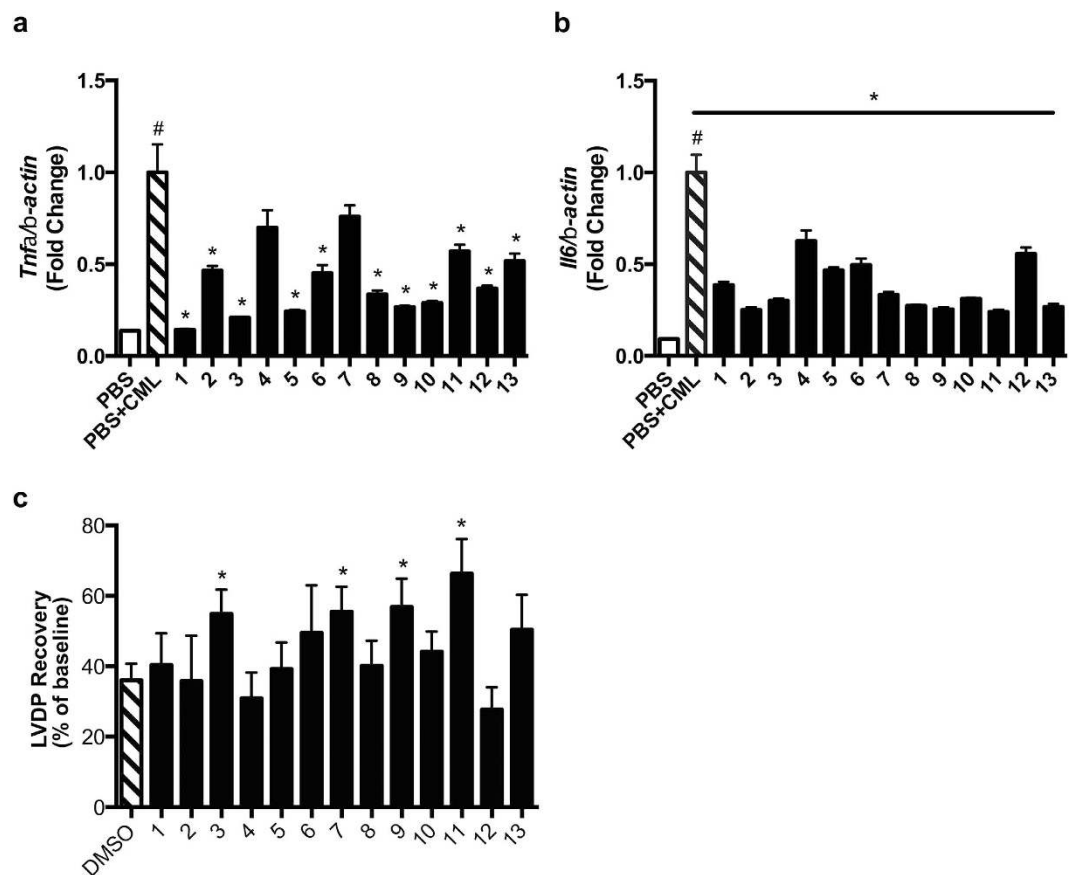 a
Tnfa/b-actin
(Fold Change)
1.5
1.0
0.5
0.0
#
* * * * * * * * * * *
PBS
PBS+CML
1 2 3 4 5 6 7 8 9 10 11 12 13
b
Il6/b-actin
(Fold Change)
1.5
1.0
0.5
0.0
*
#
PBS
PBS+CML
1 2 3 4 5 6 7 8 9 10 11 12 13
c
LVDP Recovery
(% of baseline)
80
60
40
20
0
* * * *
DMSO
1 2 3 4 5 6 7 8 9 10 11 12 13